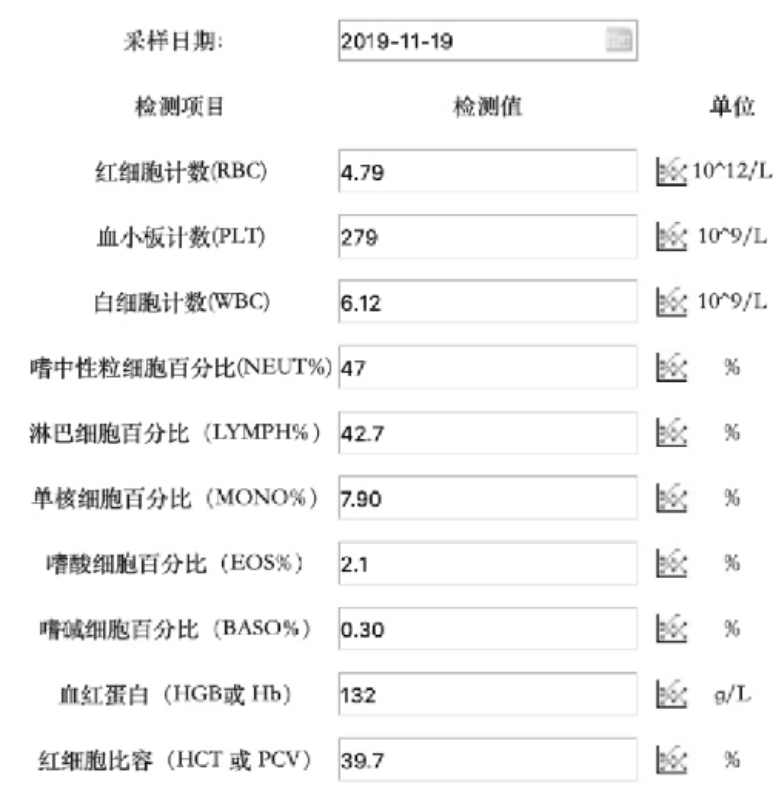 采样日期: 2019-11-19
检测项目 检测值 单位
红细胞计数(RBC) 4.79 10^12/L
血小板计数(PLT) 279 10^9/L
白细胞计数(WBC) 6.12 10^9/L
嗜中性粒细胞百分比(NEUT%) 47 %
淋巴细胞百分比（LYMPH%） 42.7 %
单核细胞百分比（MONO%） 7.90 %
嗜酸细胞百分比（EOS%） 2.1 %
嗜碱细胞百分比（BASO%） 0.30 %
血红蛋白（HGB或 Hb） 132 g/L
红细胞比容（HCT 或 PCV） 39.7 %